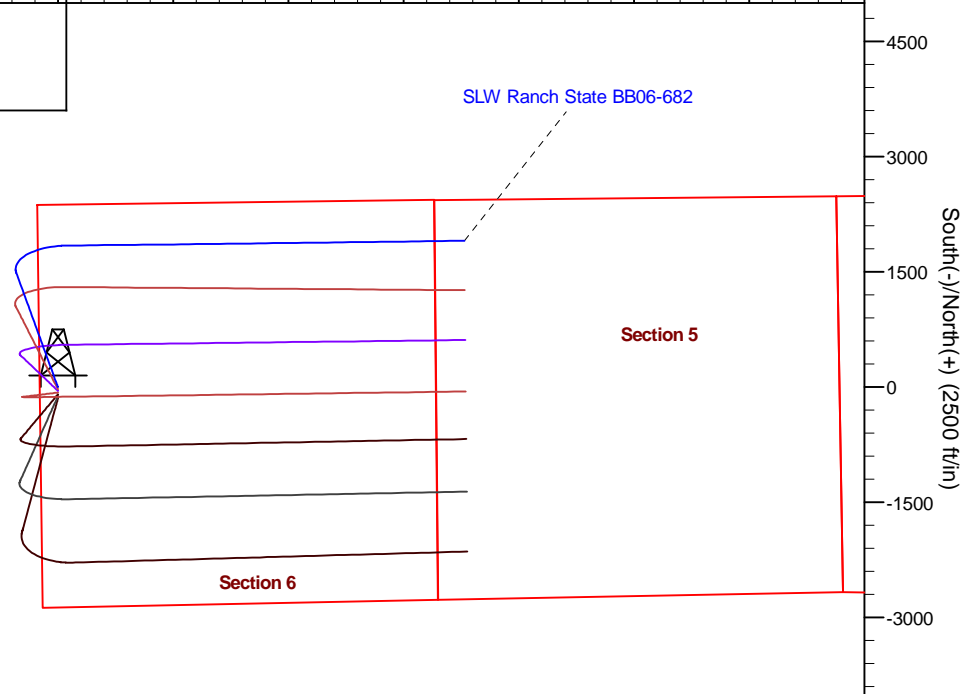 4500
SLW Ranch State BB06-682
3000
1500
Section 5
0
-1500
Section 6
-3000
South(-)/North(+) (2500 ft/in)